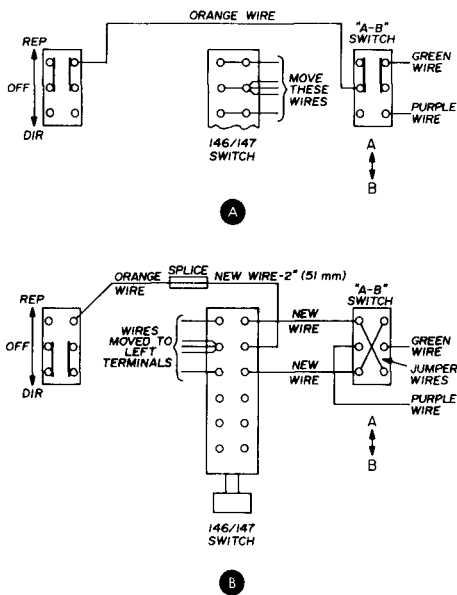 ORANGE WIRE
"A-B"
SWITCH
REP
OFF
DIR
MOVE
THESE
WIRES
GREEN
WIRE
PURPLE
WIRE
146/147
SWITCH
A
B
A
ORANGE
WIRE
SPLICE
NEW WIRE-2" (51 mm)
"A-B"
SWITCH
REP
OFF
DIR
WIRES
MOVED TO
LEFT
TERMINALS
NEW
WIRE
NEW
WIRE
GREEN
WIRE
JUMPER
WIRES
PURPLE
WIRE
A
B
146/147
SWITCH
B